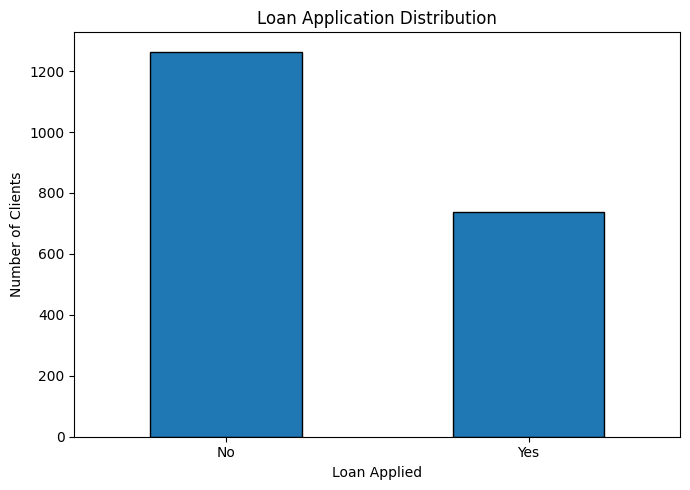 Loan Application Distribution
1200
1000
800
600
400
200
0
Number of Clients
No
Yes
Loan Applied